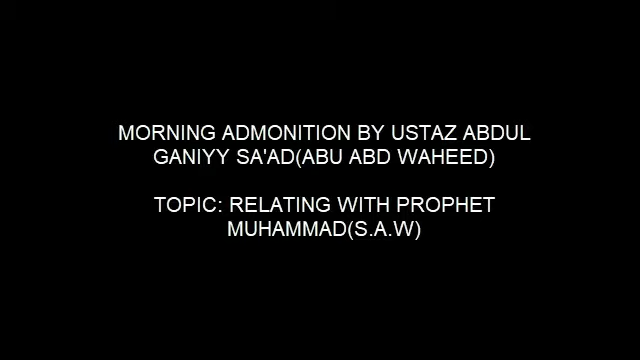 MORNING ADMONITION BY USTAZ ABDUL
GANIYY SA'AD(ABU ABD WAHEED)
TOPIC: RELATING WITH PROPHET
MUHAMMAD(S.A.W)